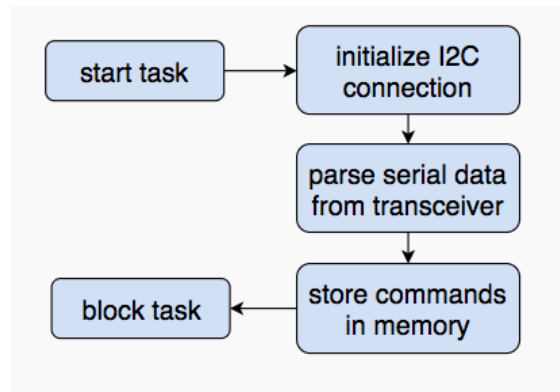 start task
initialize I2C
connection
parse serial data
from transceiver
store commands
in memory
block task